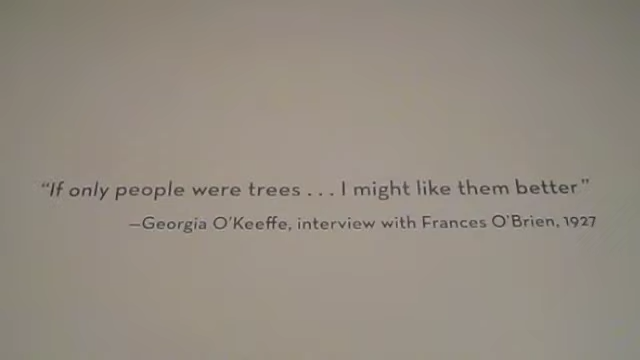 “If only people were trees . . . I might like them better”
—Georgia O’Keeffe, interview with Frances O’Brien, 1927